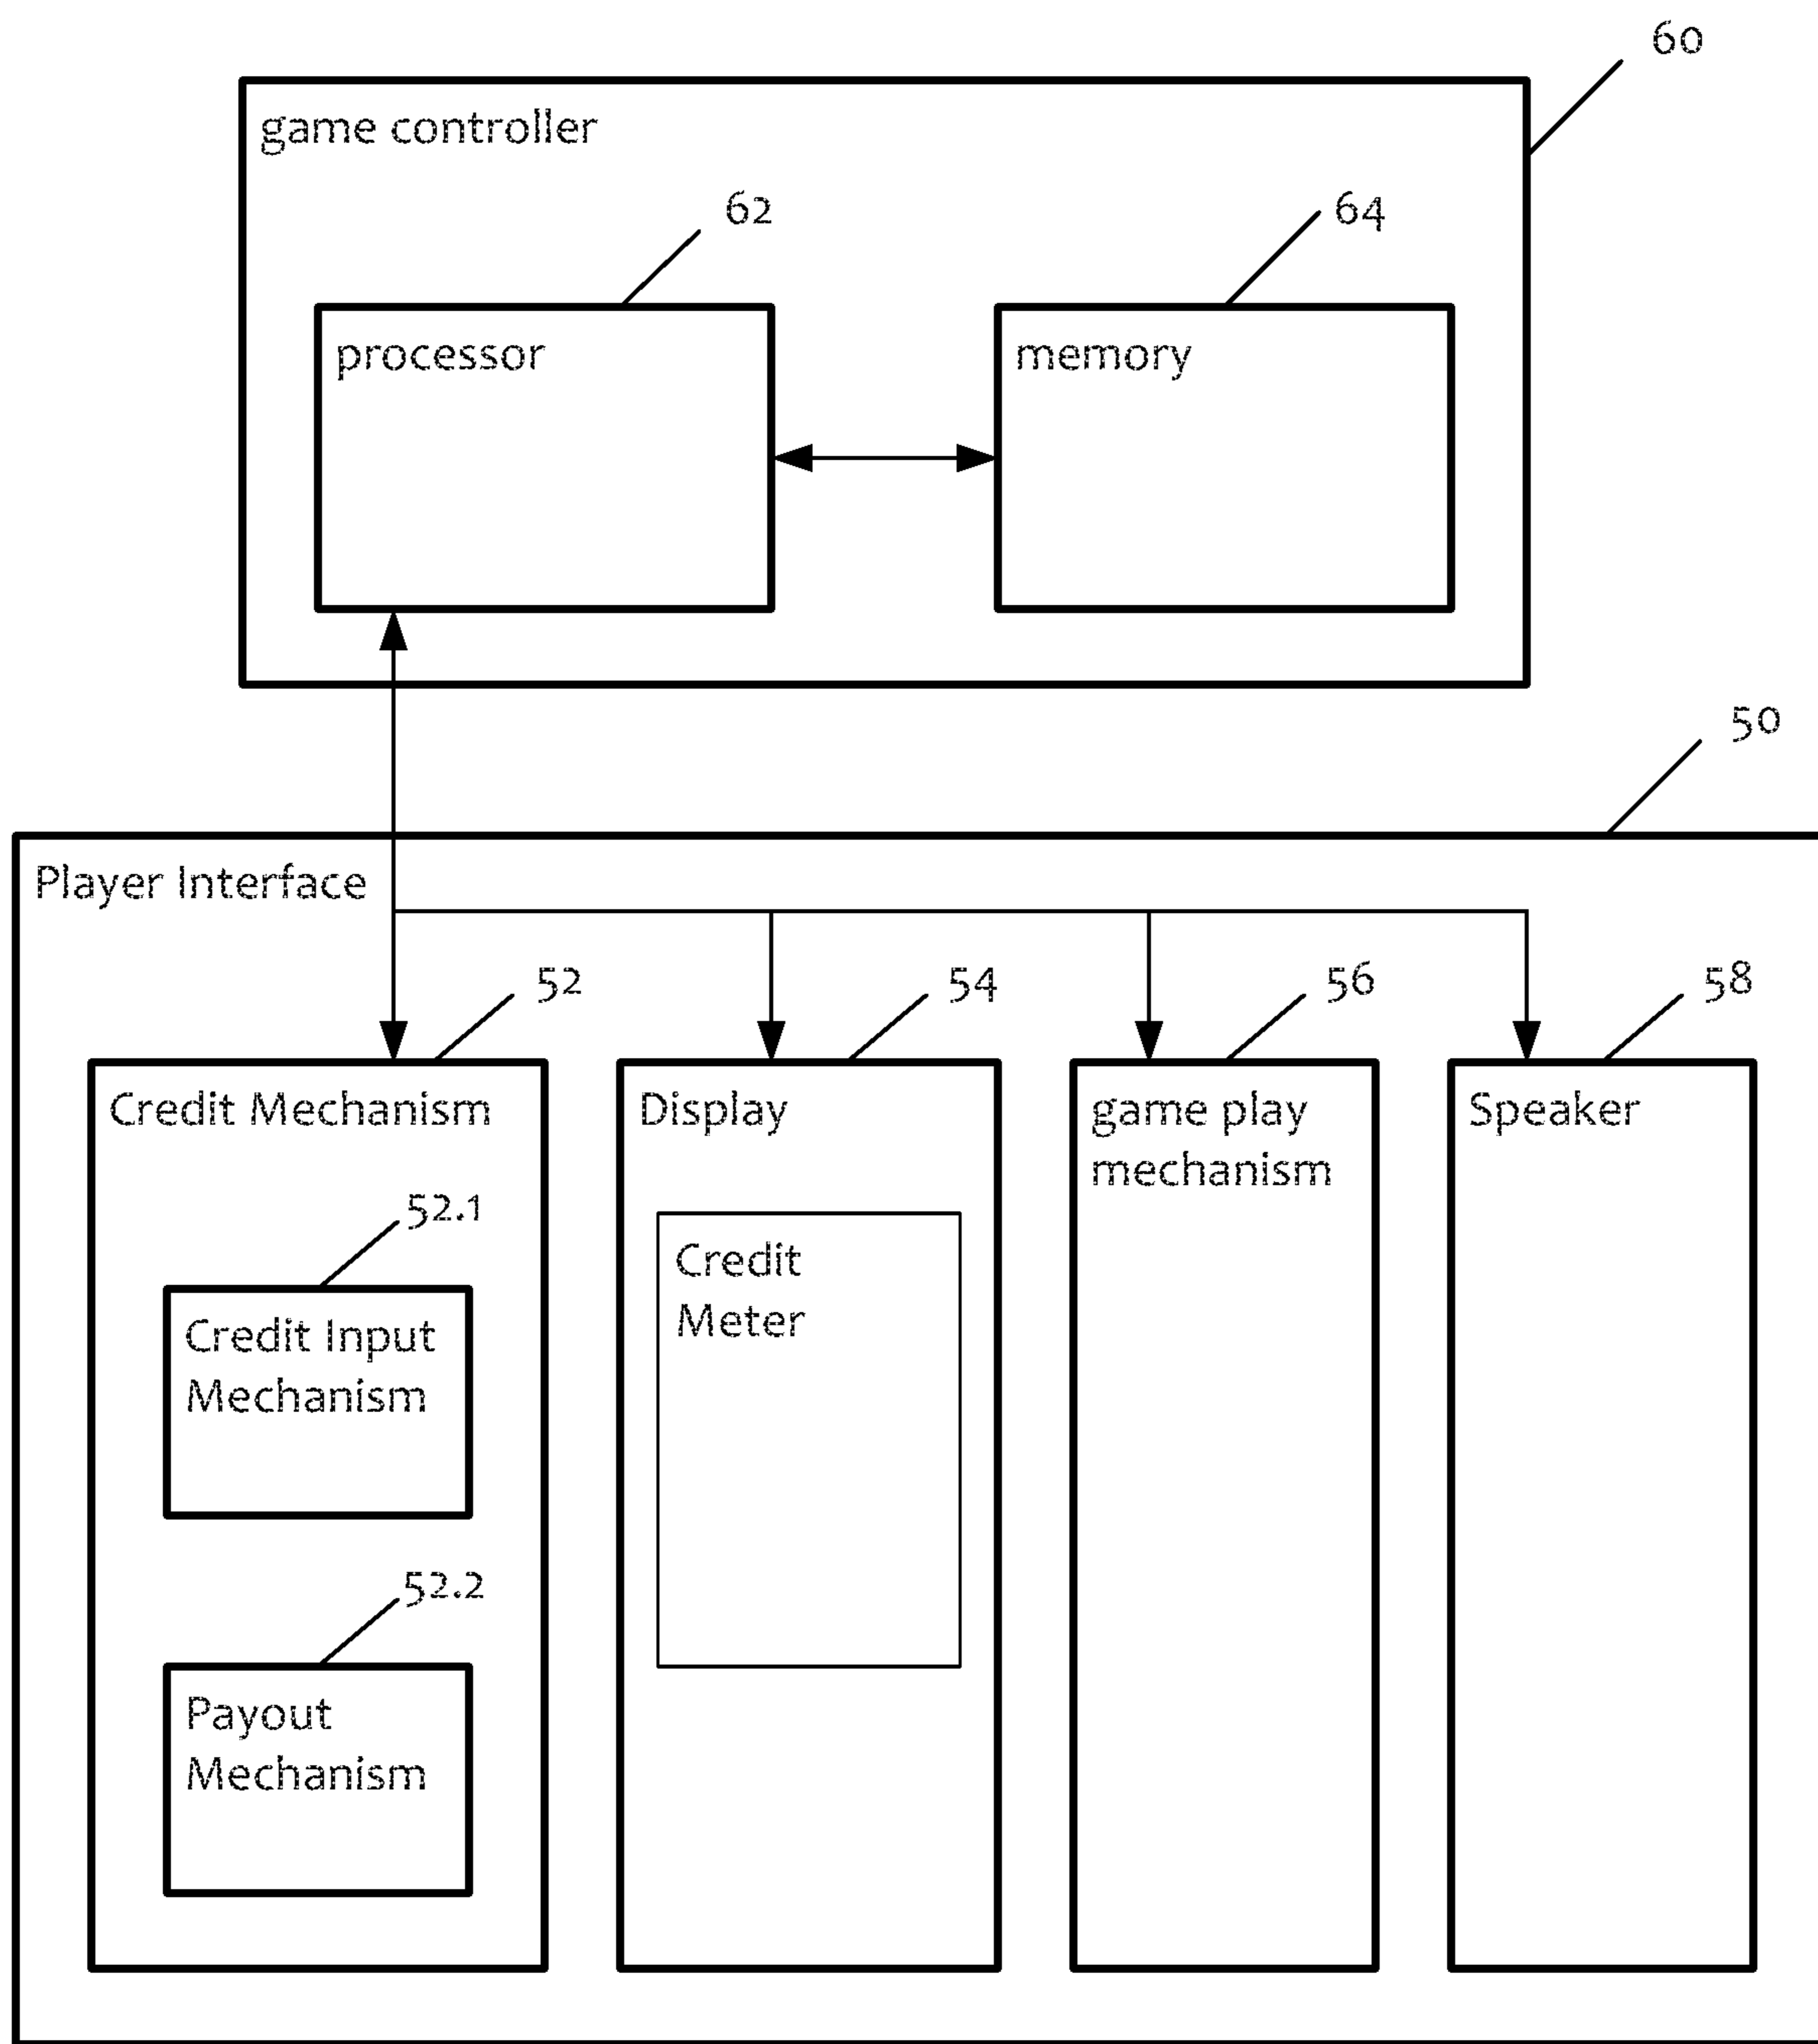 60
game controller
62
64
processor
memory
50
Player Interface
52
54
56
58
Credit Mechanism
Display
game play
mechanism
Speaker
52.1
Credit
Meter
Credit Input
Mechanism
52.2
Payout
Mechanism